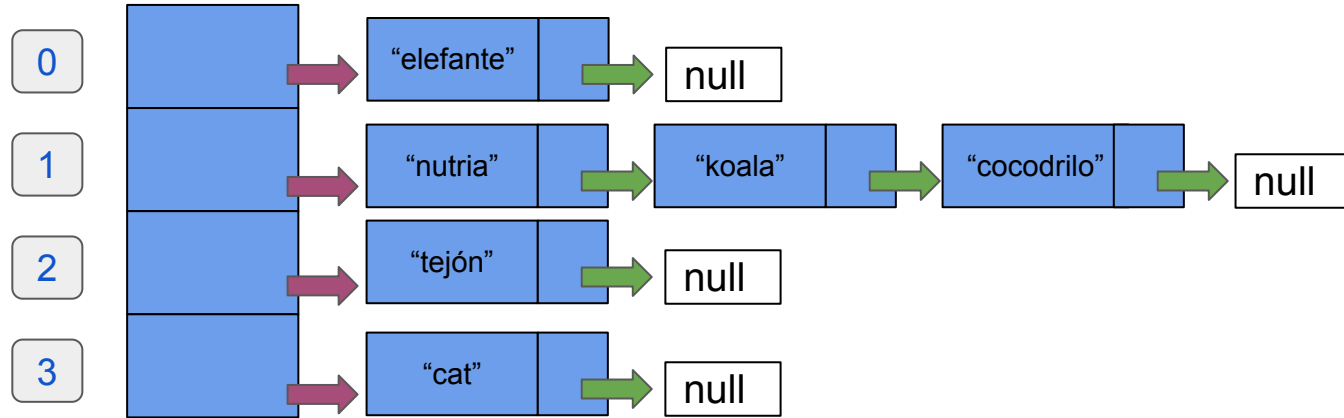 0 “elefante” null
1 “nutria” “koala” “cocodrilo” null
2 “tejón” null
3 “cat” null